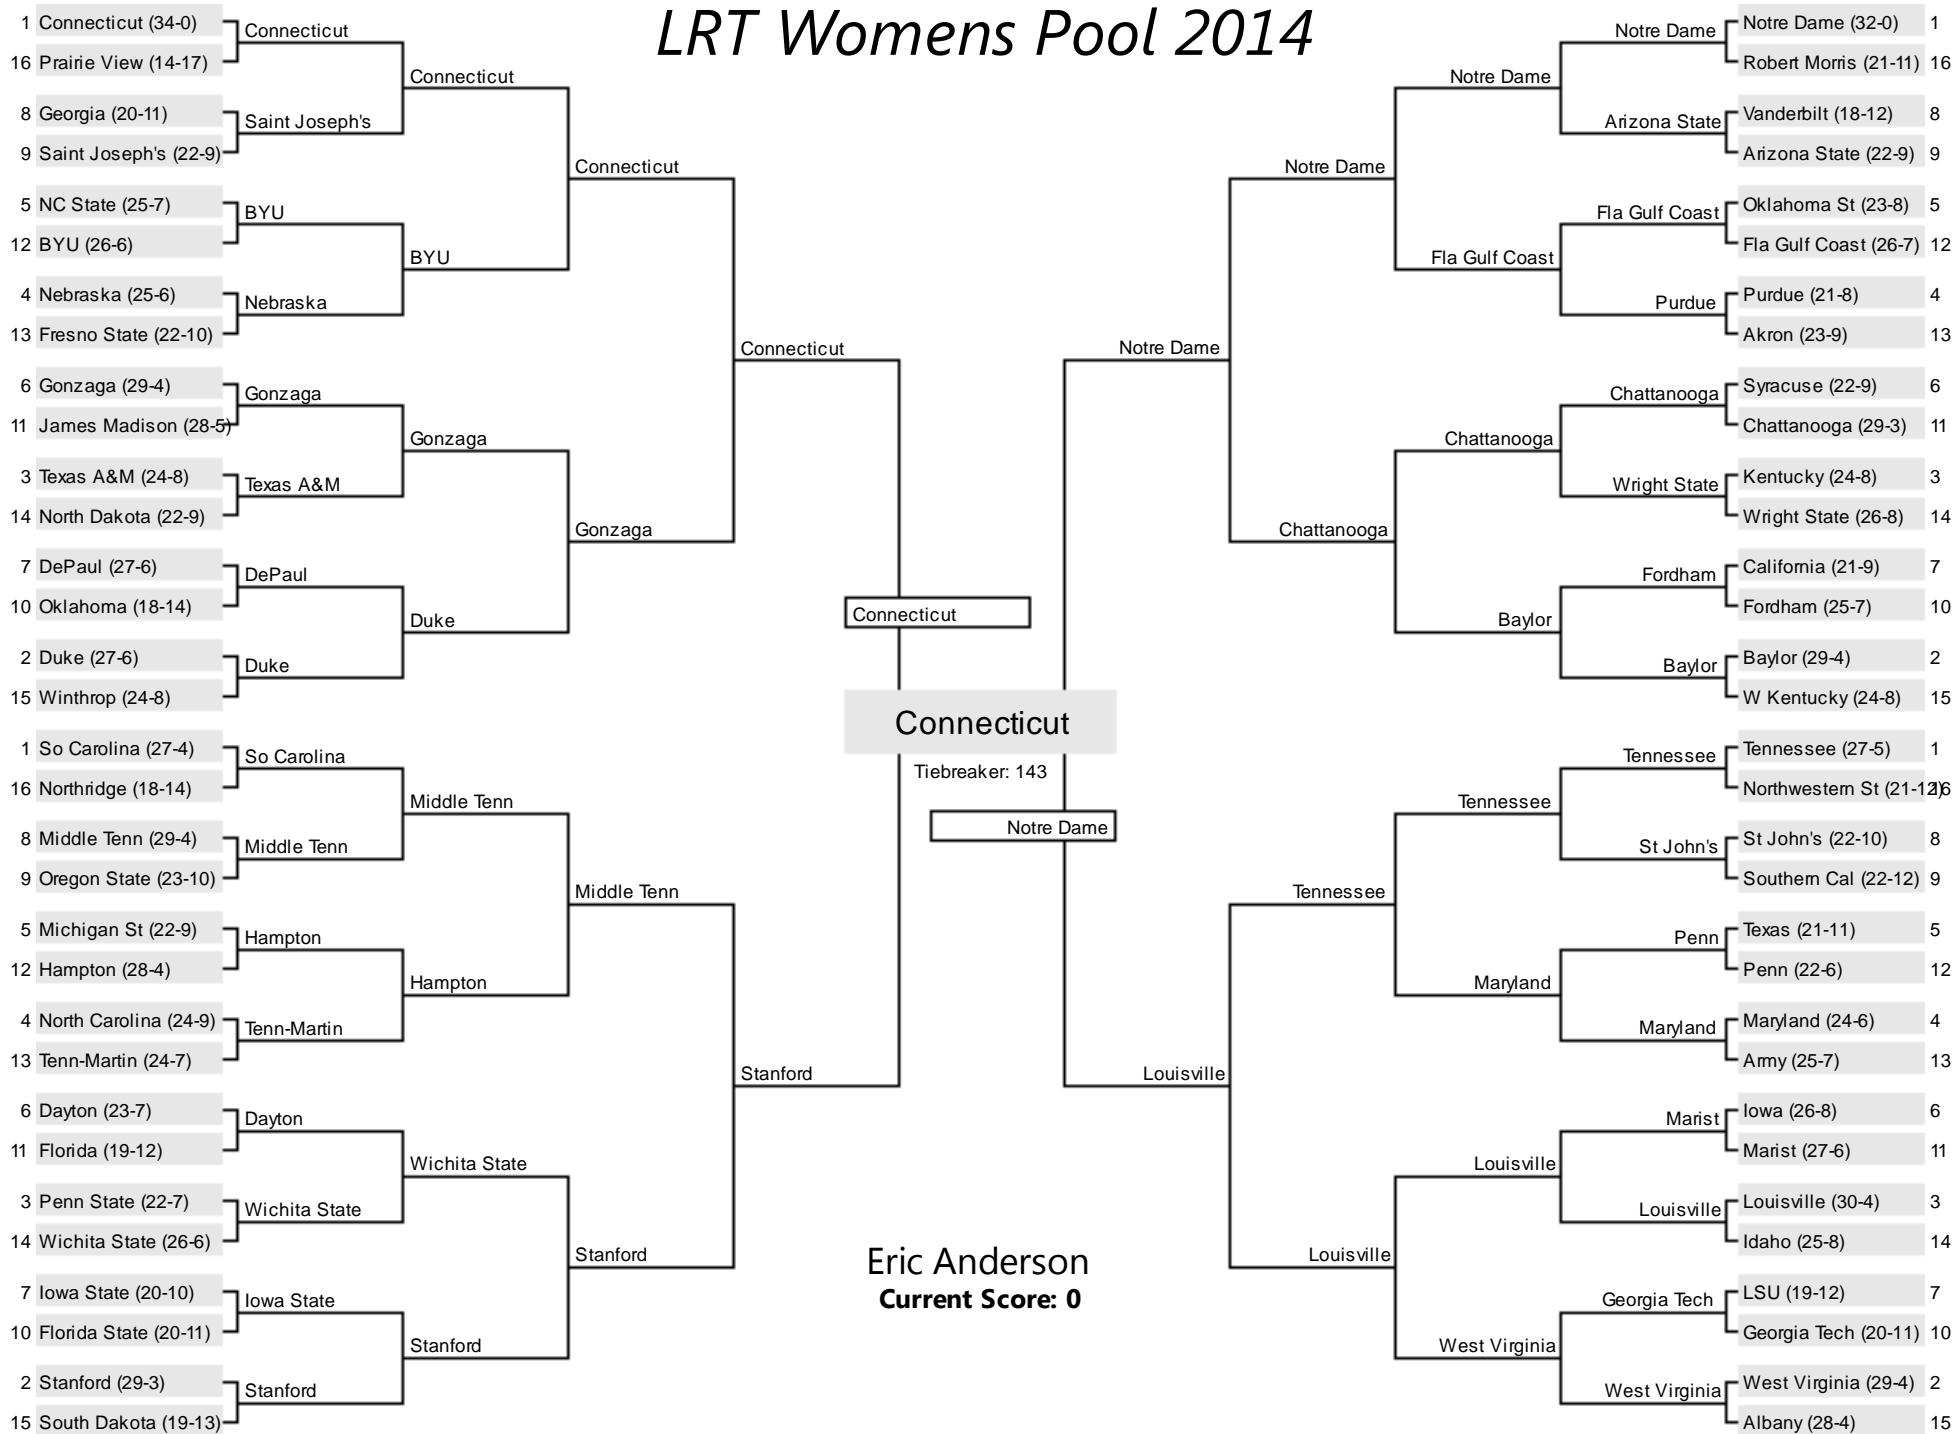 LRT Womens Pool 2014
1 Connecticut (34-0)
16 Prairie View (14-17)
8 Georgia (20-11)
9 Saint Joseph's (22-9)
5 NC State (25-7)
12 BYU (26-6)
4 Nebraska (25-6)
13 Fresno State (22-10)
6 Gonzaga (29-4)
11 James Madison (28-5)
3 Texas A&M (24-8)
14 North Dakota (22-9)
7 DePaul (27-6)
10 Oklahoma (18-14)
2 Duke (27-6)
15 Winthrop (24-8)
1 So Carolina (27-4)
16 Northridge (18-14)
8 Middle Tenn (29-4)
9 Oregon State (23-10)
5 Michigan St (22-9)
12 Hampton (28-4)
4 North Carolina (24-9)
13 Tenn-Martin (24-7)
6 Dayton (23-7)
11 Florida (19-12)
3 Penn State (22-7)
14 Wichita State (26-6)
7 Iowa State (20-10)
10 Florida State (20-11)
2 Stanford (29-3)
15 South Dakota (19-13)
Connecticut
Saint Joseph's
BYU
Nebraska
Gonzaga
Texas A&M
DePaul
Duke
So Carolina
Middle Tenn
Hampton
Tenn-Martin
Dayton
Wichita State
Iowa State
Stanford
Connecticut
BYU
Gonzaga
Duke
Middle Tenn
Hampton
Wichita State
Stanford
Connecticut
Gonzaga
Middle Tenn
Stanford
Connecticut
Stanford
Connecticut
Connecticut
Tiebreaker: 143
Notre Dame
Eric Anderson
Current Score: 0
Notre Dame
Louisville
Notre Dame
Chattanooga
Tennessee
Louisville
Notre Dame
Fla Gulf Coast
Chattanooga
Baylor
Tennessee
Maryland
Louisville
West Virginia
Notre Dame
Arizona State
Fla Gulf Coast
Purdue
Chattanooga
Wright State
Fordham
Baylor
Tennessee
St John's
Penn
Maryland
Marist
Louisville
Georgia Tech
West Virginia
Notre Dame (32-0) 1
Robert Morris (21-11) 16
Vanderbilt (18-12) 8
Arizona State (22-9) 9
Oklahoma St (23-8) 5
Fla Gulf Coast (26-7) 12
Purdue (21-8) 4
Akron (23-9) 13
Syracuse (22-9) 6
Chattanooga (29-3) 11
Kentucky (24-8) 3
Wright State (26-8) 14
California (21-9) 7
Fordham (25-7) 10
Baylor (29-4) 2
W Kentucky (24-8) 15
Tennessee (27-5) 1
Northwestern St (21-12) 16
St John's (22-10) 8
Southern Cal (22-12) 9
Texas (21-11) 5
Penn (22-6) 12
Maryland (24-6) 4
Army (25-7) 13
Iowa (26-8) 6
Marist (27-6) 11
Louisville (30-4) 3
Idaho (25-8) 14
LSU (19-12) 7
Georgia Tech (20-11) 10
West Virginia (29-4) 2
Albany (28-4) 15